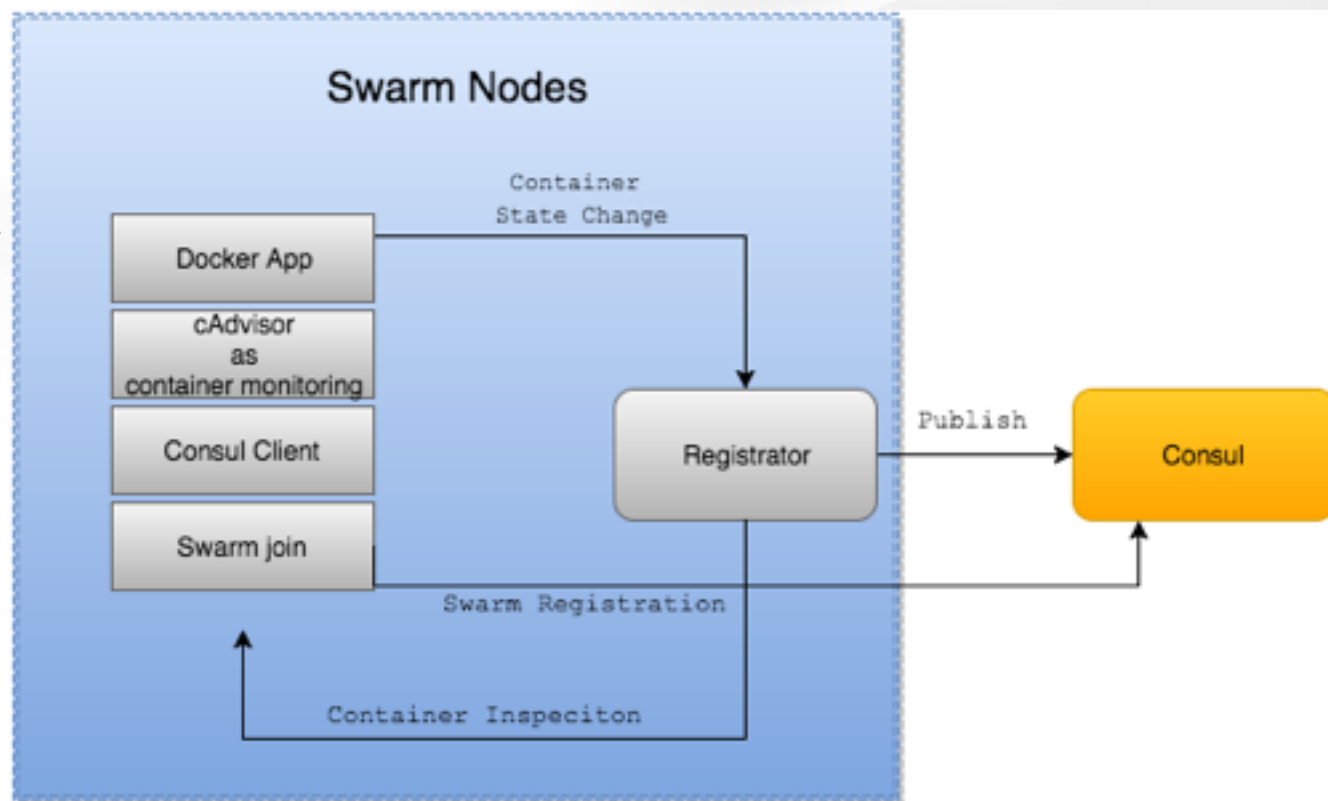 Swarm Nodes
Container
State Change
Docker App
cAdvisor
as
container monitoring
Consul Client
Swarm join
Registrator
Publish
Consul
Swarm Registration
Container Inspeciton